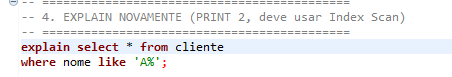 -- ============================================
-- 4. EXPLAIN NOVAMENTE (PRINT 2, deve usar Index Scan)
-- ============================================
explain select * from cliente
where nome like 'A%';